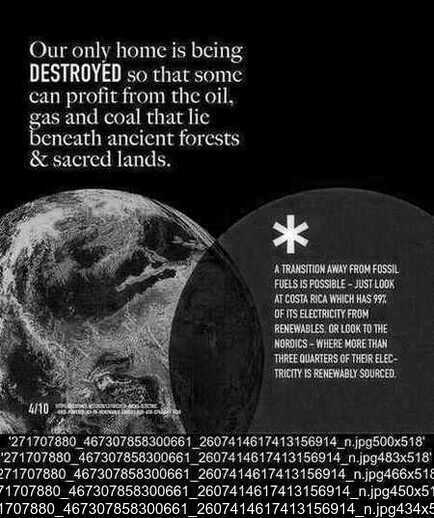 Our only home is being
DESTROYED so that some
can profit from the oil,
gas and coal that lie
beneath ancient forests
& sacred lands.
*
A TRANSITION AWAY FROM FOSSIL
FUELS IS POSSIBLE – JUST LOOK
AT COSTA RICA WHICH HAS 99%
OF ITS ELECTRICITY FROM
RENEWABLES. OR LOOK TO THE
NORDICS – WHERE MORE THAN
THREE QUARTERS OF THEIR ELEC-
TRICITY IS RENEWABLY SOURCED.
4/10
'271707880_467307858300661_2607414617413156914_n.jpg500x518'
'271707880_467307858300661_2607414617413156914_n.jpg483x518'
271707880_467307858300661_2607414617413156914_n.jpg466x518
71707880_467307858300661_2607414617413156914_n.jpg450x51
71707880_467307858300661_2607414617413156914_n.jpg434x5